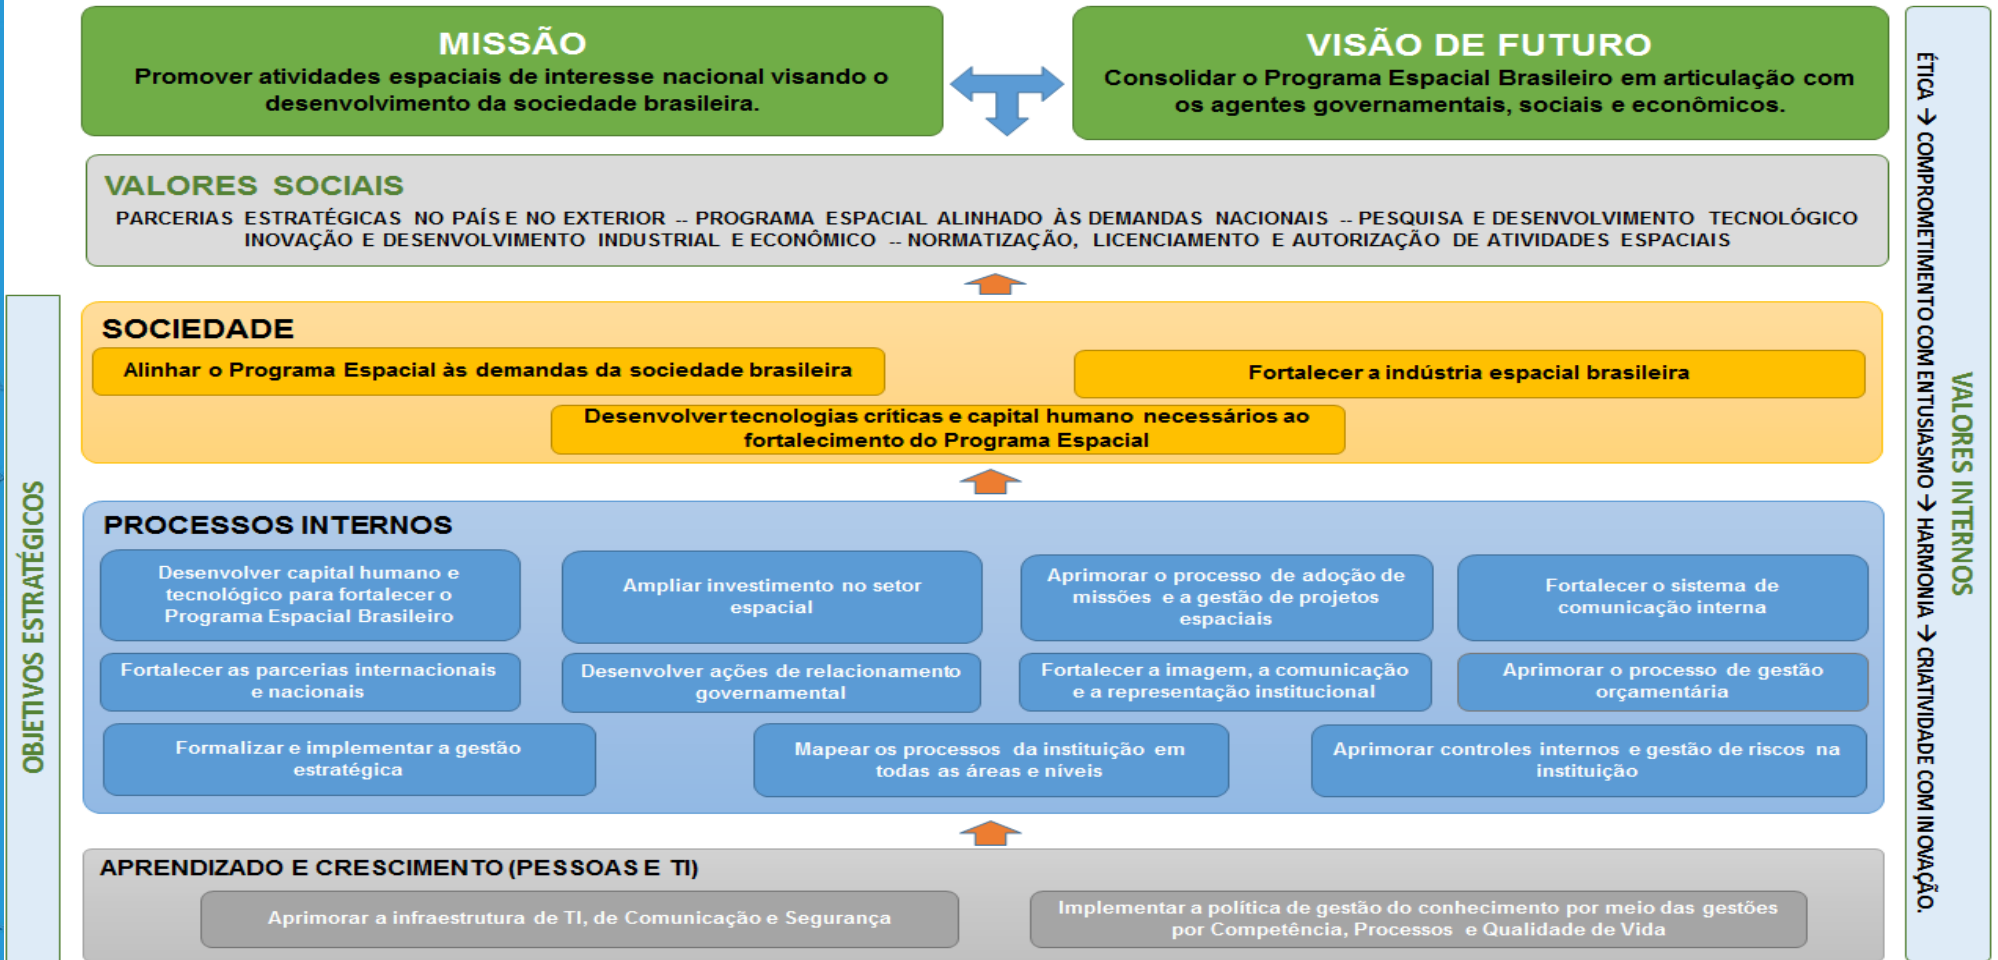 MISSÃO
Promover atividades espaciais de interesse nacional visando o
desenvolvimento da sociedade brasileira.
VISÃO DE FUTURO
Consolidar o Programa Espacial Brasileiro em articulação com
os agentes governamentais, sociais e econômicos.
VALORES SOCIAIS
PARCERIAS ESTRATÉGICAS NO PAÍS E NO EXTERIOR -- PROGRAMA ESPACIAL ALINHADO ÀS DEMANDAS NACIONAIS -- PESQUISA E DESENVOLVIMENTO TECNOLÓGICO
INOVAÇÃO E DESENVOLVIMENTO INDUSTRIAL E ECONÔMICO -- NORMATIZAÇÃO, LICENCIAMENTO E AUTORIZAÇÃO DE ATIVIDADES ESPACIAIS
OBJETIVOS ESTRATÉGICOS
SOCIEDADE
Alinhar o Programa Espacial às demandas da sociedade brasileira
Fortalecer a indústria espacial brasileira
Desenvolver tecnologias críticas e capital humano necessários ao
fortalecimento do Programa Espacial
PROCESSOS INTERNOS
Desenvolver capital humano e
tecnológico para fortalecer o
Programa Espacial Brasileiro
Ampliar investimento no setor
espacial
Aprimorar o processo de adoção de
missões e a gestão de projetos
espaciais
Fortalecer o sistema de
comunicação interna
Fortalecer as parcerias internacionais
e nacionais
Desenvolver ações de relacionamento
governamental
Fortalecer a imagem, a comunicação
e a representação institucional
Aprimorar o processo de gestão
orçamentária
Formalizar e implementar a gestão
estratégica
Mapear os processos da instituição em
todas as áreas e níveis
Aprimorar controles internos e gestão de riscos na
instituição
APRENDIZADO E CRESCIMENTO (PESSOAS E TI)
Aprimorar a infraestrutura de TI, de Comunicação e Segurança
Implementar a política de gestão do conhecimento por meio das gestões
por Competência, Processos e Qualidade de Vida
VALORES INTERNOS
ÉTICA → COMPROMETIMENTO COM ENTUSIASMO → HARMONIA → CRIATIVIDADE COM INOVAÇÃO.